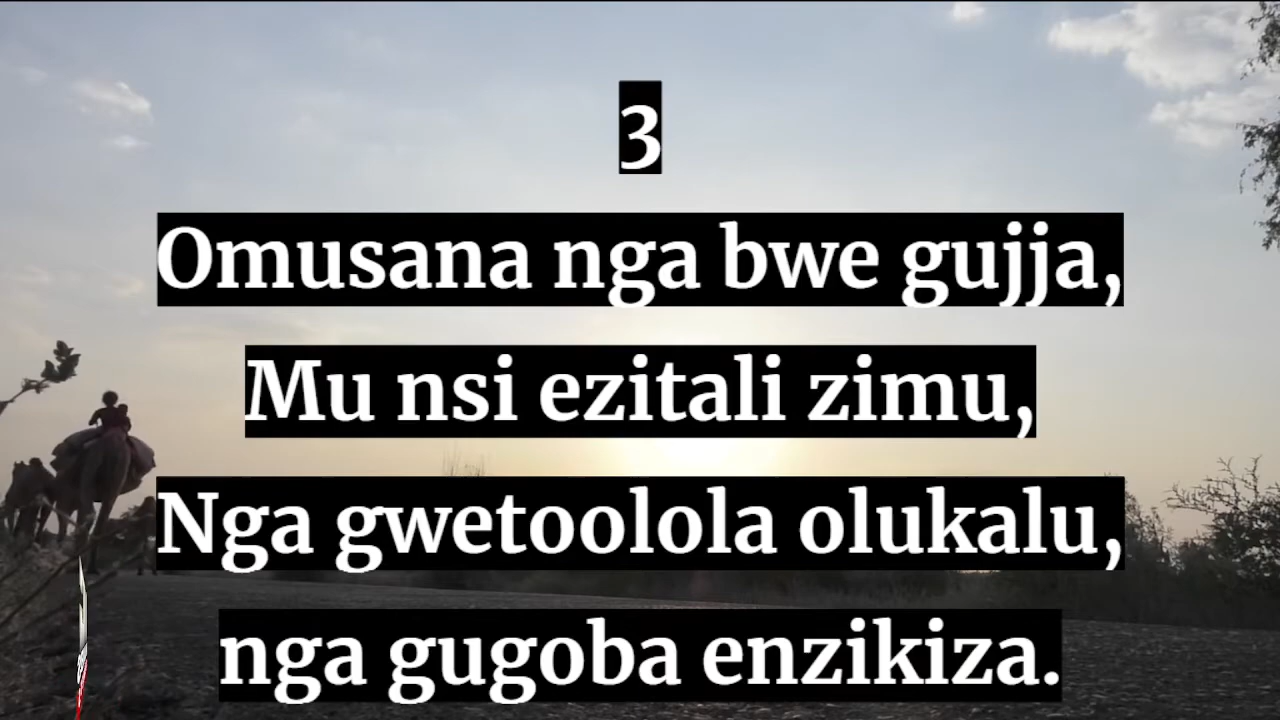 3
Omusana nga bwe gujja,
Mu nsi ezitali zimu,
Nga gwetoolola olukalu,
nga gugoba enzikiza.